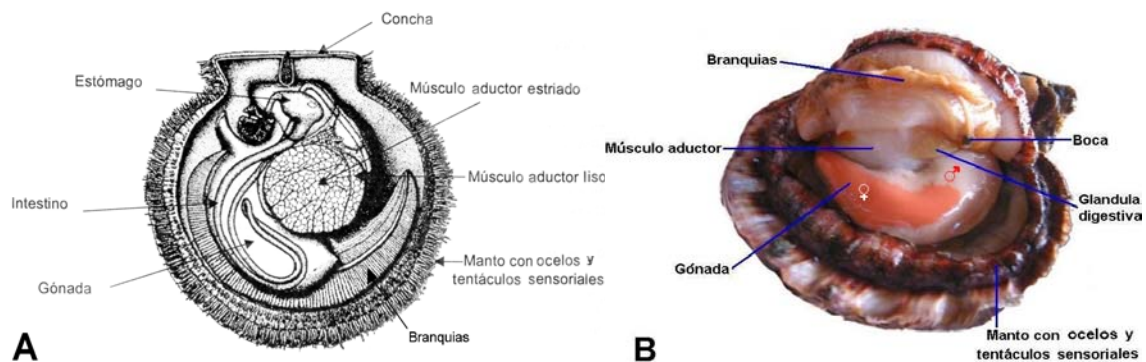 Concha
Estómago
Músculo aductor estriado
Músculo aductor liso
Intestino
Gónada
Manto con ocelos y
tentáculos sensoriales
Branquias
A
Branquias
Músculo aductor
Boca
♀
♂
Glandula
digestiva
Gónada
Manto con ocelos y
tentáculos sensoriales
B